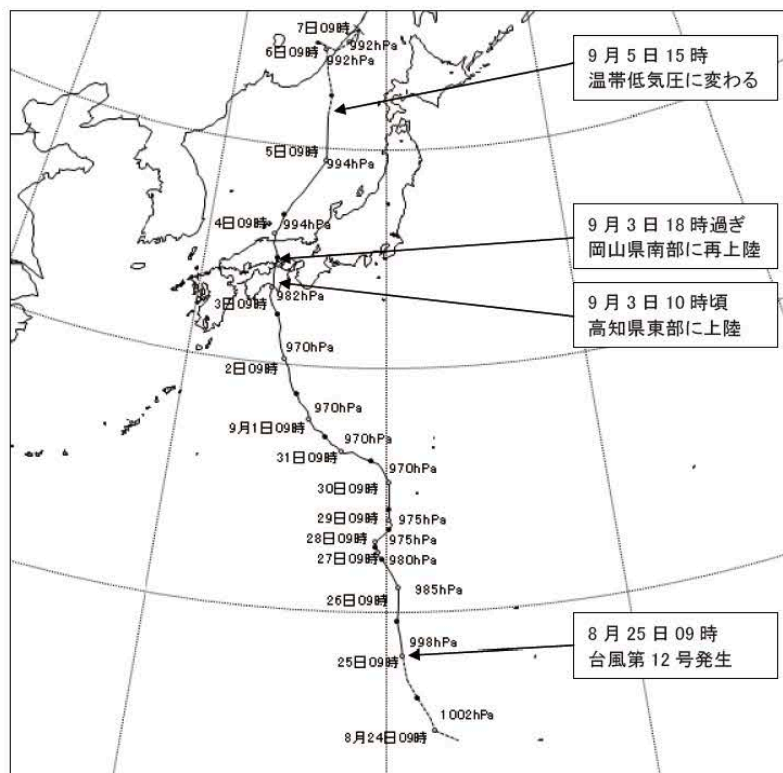 7日09時
992hPa
6日09時
992hPa
9月5日15時
温帯低気圧に変わる
5日09時
994hPa
4日09時
994hPa
9月3日18時過ぎ
岡山県南部に再上陸
982hPa
3日09時
9月3日10時頃
高知県東部に上陸
970hPa
2日09時
970hPa
9月1日09時
970hPa
31日09時
970hPa
30日09時
29日09時
975hPa
28日09時
975hPa
27日09時
980hPa
985hPa
26日09時
998hPa
25日09時
8月25日09時
台風第12号発生
1002hPa
8月24日09時